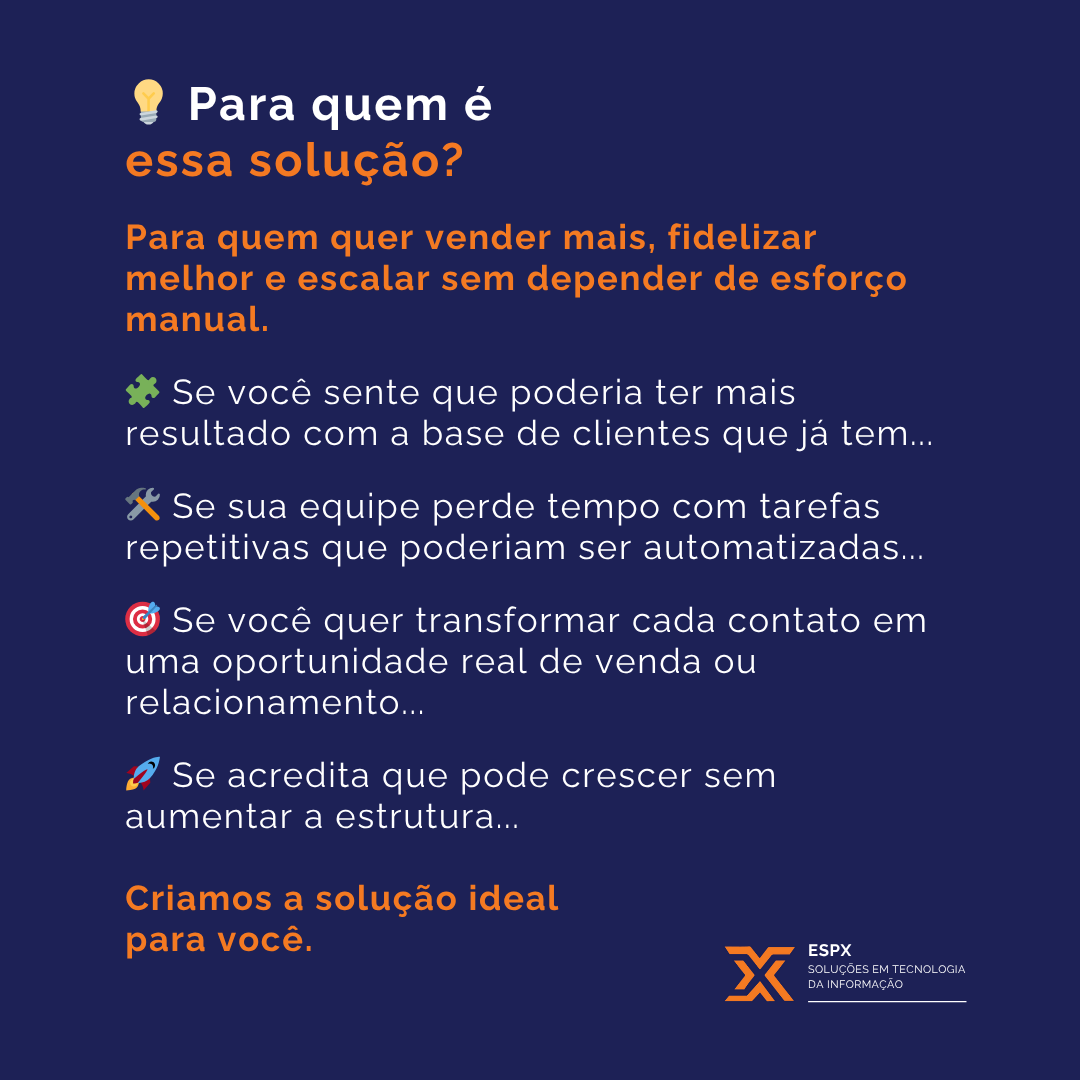 💡 Para quem é
essa solução?
Para quem quer vender mais, fidelizar
melhor e escalar sem depender de esforço
manual.
🧩 Se você sente que poderia ter mais
resultado com a base de clientes que já tem...
🛠 Se sua equipe perde tempo com tarefas
repetitivas que poderiam ser automatizadas...
🎯 Se você quer transformar cada contato em
uma oportunidade real de venda ou
relacionamento...
🚀 Se acredita que pode crescer sem
aumentar a estrutura...
Criamos a solução ideal
para você.
ESPX
SOLUÇÕES EM TECNOLOGIA
DA INFORMAÇÃO